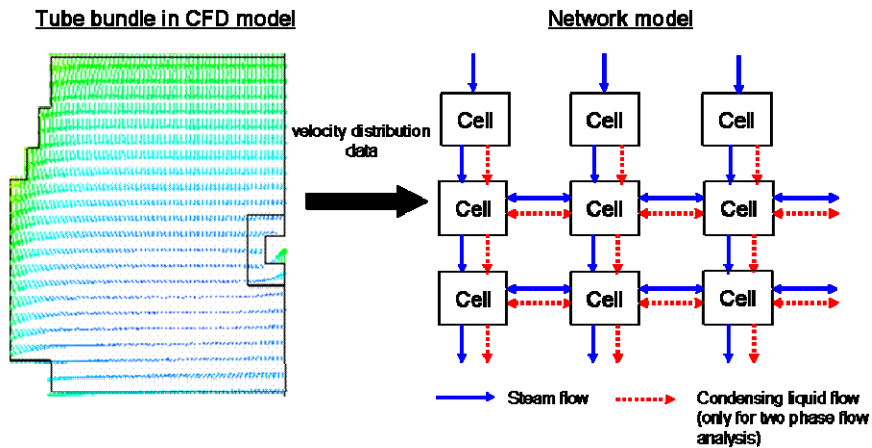 Tube bundle in CFD model
Network model
velocity distribution
data
Cell
Cell
Cell
Cell
Cell
Cell
Cell
Cell
Cell
Steam flow
Condensing liquid flow
(only for two phase flow
analysis)